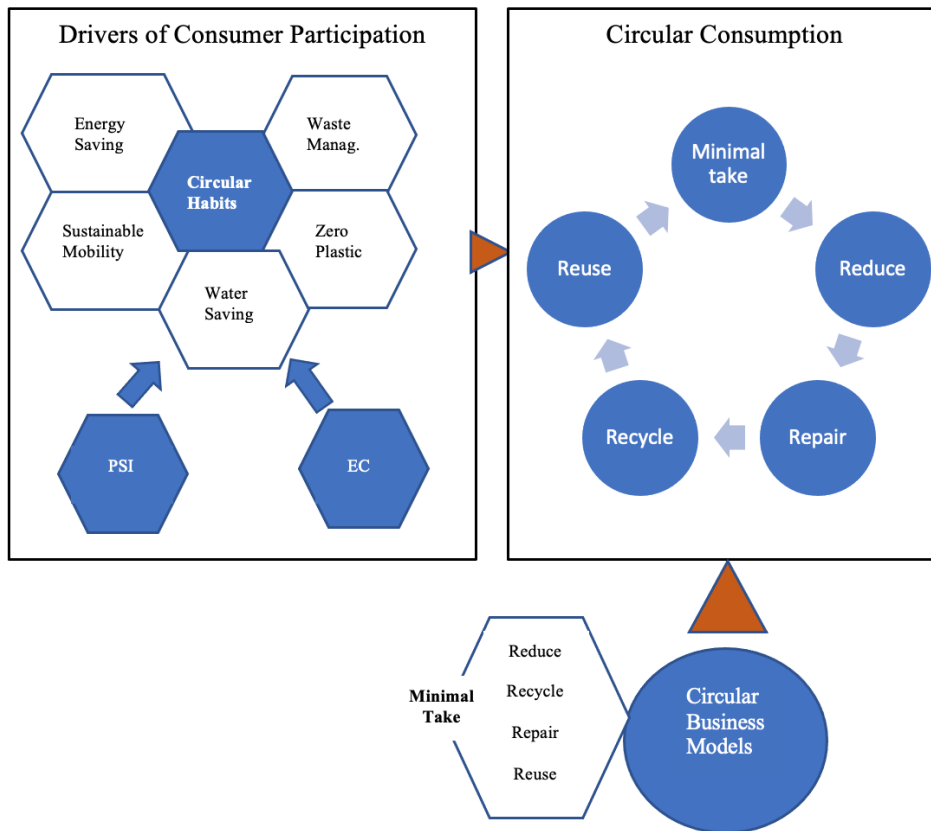 Drivers of Consumer Participation
Energy
Saving
Waste
Manag.
Circular
Habits
Sustainable
Mobility
Zero
Plastic
Water
Saving
PSI
EC
Circular Consumption
Minimal
take
Reduce
Repair
Recycle
Reuse
Minimal
Take
Reduce
Recycle
Repair
Reuse
Circular
Business
Models